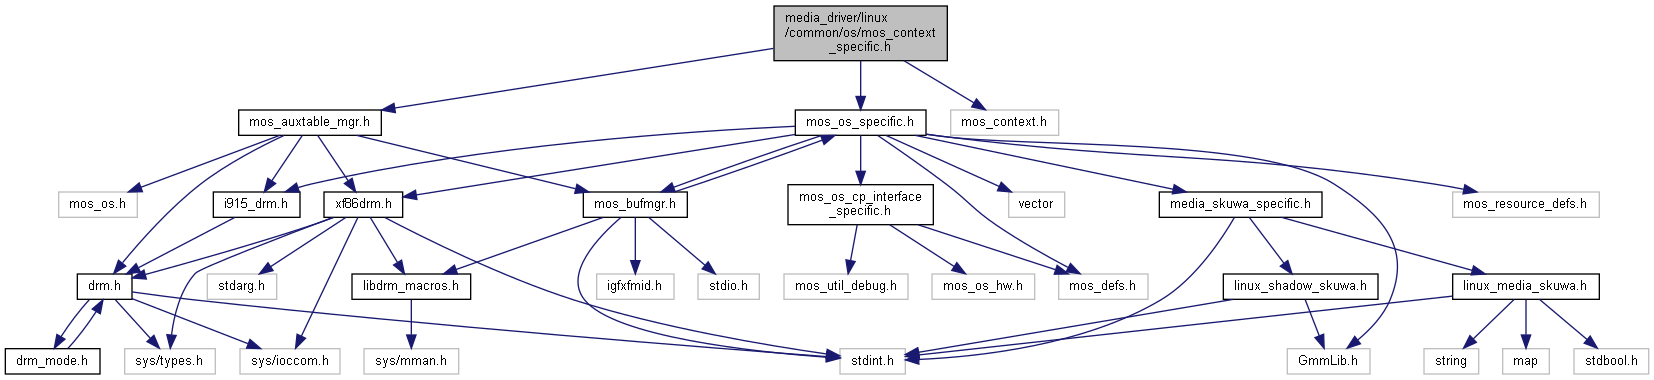 media_driver/linux
/common/os/mos_context
_specific.h
mos_auxtable_mgr.h
mos_os_specific.h
mos_context.h
mos_os.h
i915_drm.h
xf86drm.h
mos_bufmgr.h
mos_os_cp_interface
_specific.h
vector
media_skuwa_specific.h
mos_resource_defs.h
drm.h
stdarg.h
libdrm_macros.h
igfxfmid.h
stdio.h
mos_util_debug.h
mos_os_hw.h
mos_defs.h
linux_shadow_skuwa.h
linux_media_skuwa.h
drm_mode.h
sys/types.h
sys/ioccom.h
sys/mman.h
stdint.h
GmmLib.h
string
map
stdbool.h